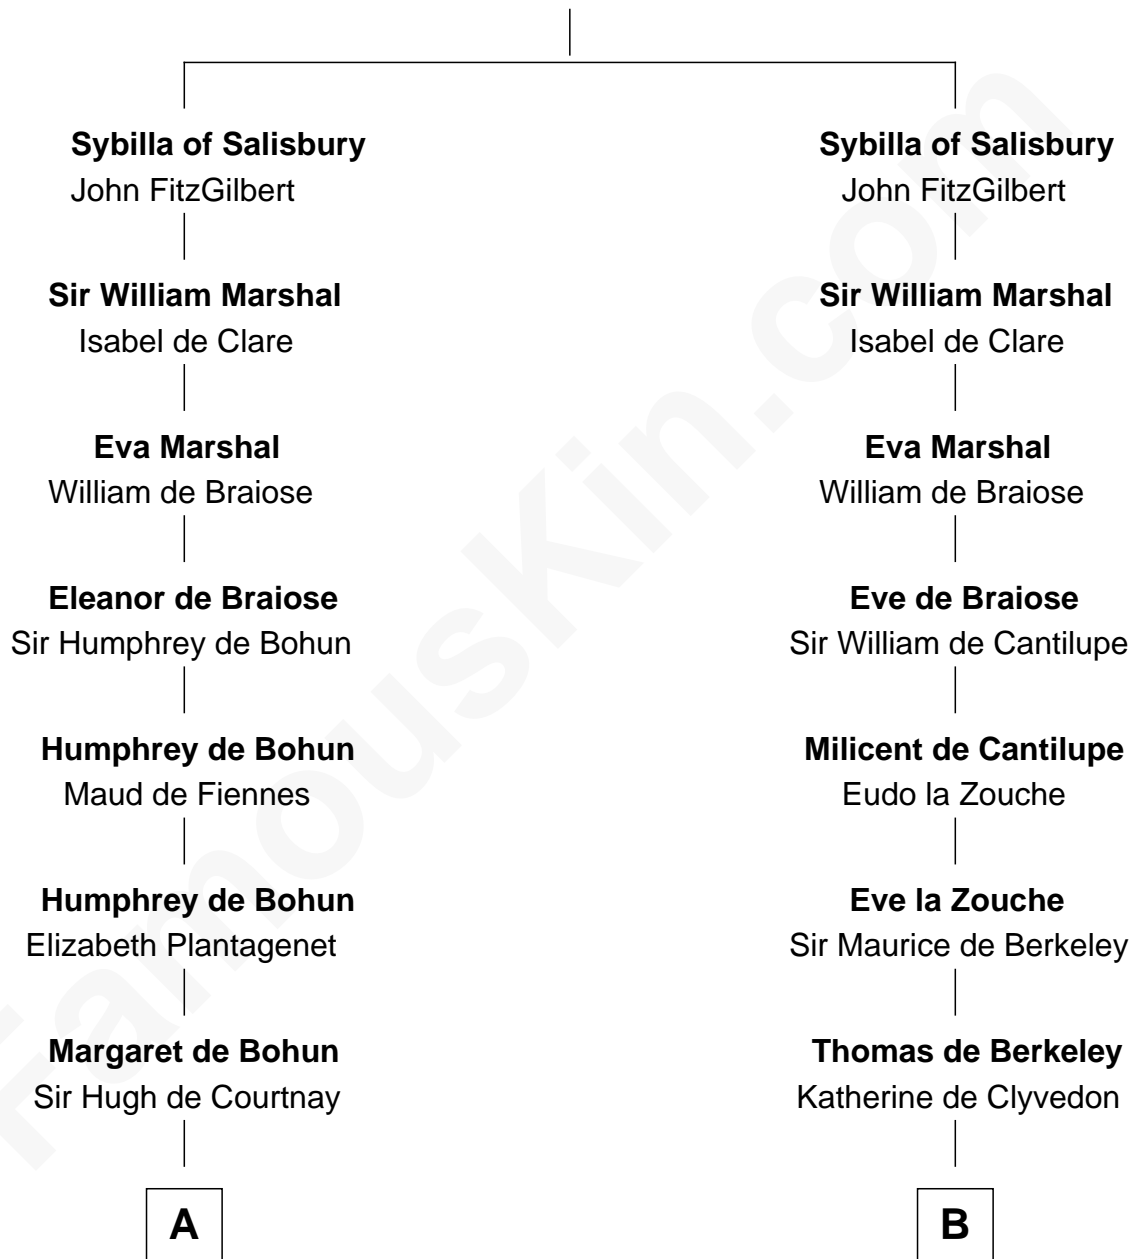 Sybilla of Salisbury
John FitzGilbert
Sir William Marshal
Isabel de Clare
Eva Marshal
William de Braiose
Eleanor de Braiose
Sir Humphrey de Bohun
Humphrey de Bohun
Maud de Fiennes
Humphrey de Bohun
Elizabeth Plantagenet
Margaret de Bohun
Sir Hugh de Courtnay
A
Sybilla of Salisbury
John FitzGilbert
Sir William Marshal
Isabel de Clare
Eva Marshal
William de Braiose
Eve de Braiose
Sir William de Cantilupe
Milicent de Cantilupe
Eudo la Zouche
Eve la Zouche
Sir Maurice de Berkeley
Thomas de Berkeley
Katherine de Clyvedon
B
FamousKin.com